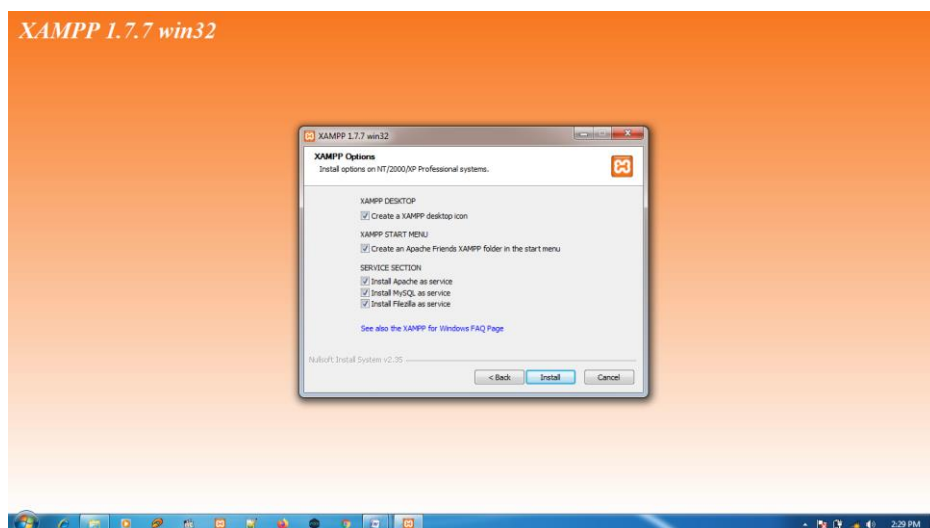 XAMPP 1.7.7 win32
XAMPP 1.7.7 win32
XAMPP Options
Install options on NT/2000/XP Professional systems.
XAMPP DESKTOP
Create a XAMPP desktop icon
XAMPP START MENU
Create an Apache Friends XAMPP folder in the start menu
SERVICE SECTION
Install Apache as service
Install MySQL as service
Install Filezilla as service
See also the XAMPP for Windows FAQ Page
Nullsoft Install System v2.35
< Back Install Cancel
2:29 PM